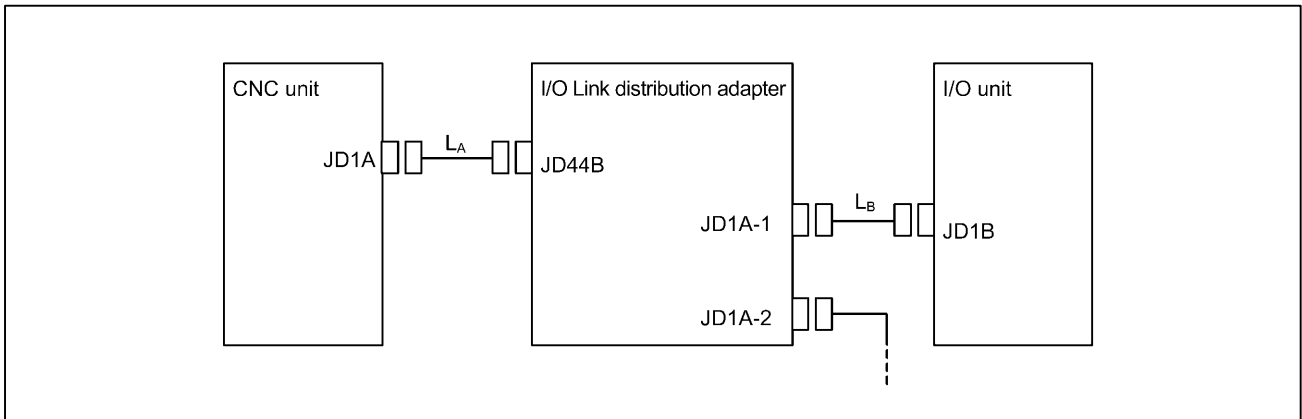 CNC unit
I/O Link distribution adapter
I/O unit
JD1A
LA
JD44B
JD1A-1
LB
JD1B
JD1A-2